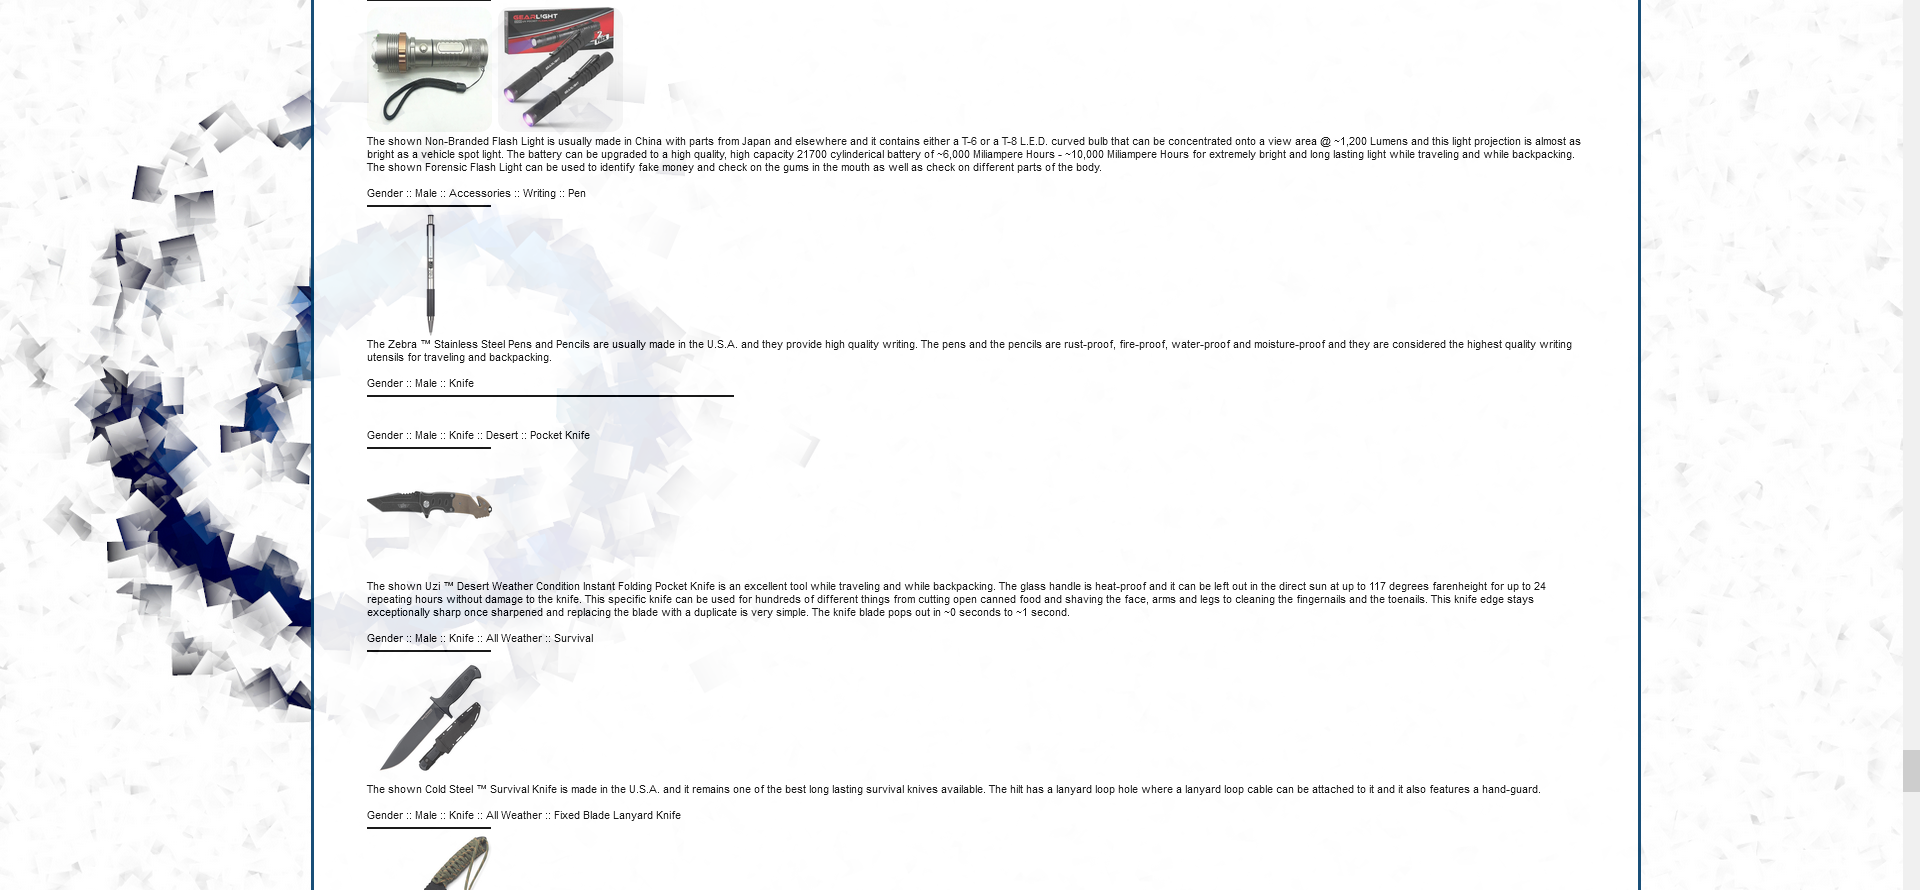 GEARLIGHT
2
The shown Non-Branded Flash Light is usually made in China with parts from Japan and elsewhere and it contains either a T-6 or a T-8 L.E.D. curved bulb that can be concentrated onto a view area @ ~1,200 Lumens and this light projection is almost as
bright as a vehicle spot light. The battery can be upgraded to a high quality, high capacity 21700 cylinderical battery of ~6,000 Miliampere Hours - ~10,000 Miliampere Hours for extremely bright and long lasting light while traveling and while backpacking.
The shown Forensic Flash Light can be used to identify fake money and check on the gums in the mouth as well as check on different parts of the body.
Gender :: Male :: Accessories :: Writing :: Pen
The Zebra ™ Stainless Steel Pens and Pencils are usually made in the U.S.A. and they provide high quality writing. The pens and the pencils are rust-proof, fire-proof, water-proof and moisture-proof and they are considered the highest quality writing
utensils for traveling and backpacking.
Gender :: Male :: Knife
Gender :: Male :: Knife :: Desert :: Pocket Knife
The shown Uzi ™ Desert Weather Condition Instant Folding Pocket Knife is an excellent tool while traveling and while backpacking. The glass handle is heat-proof and it can be left out in the direct sun at up to 117 degrees farenheight for up to 24
repeating hours without damage to the knife. This specific knife can be used for hundreds of different things from cutting open canned food and shaving the face, arms and legs to cleaning the fingernails and the toenails. This knife edge stays
exceptionally sharp once sharpened and replacing the blade with a duplicate is very simple. The knife blade pops out in ~0 seconds to ~1 second.
Gender :: Male :: Knife :: All Weather :: Survival
The shown Cold Steel ™ Survival Knife is made in the U.S.A. and it remains one of the best long lasting survival knives available. The hilt has a lanyard loop hole where a lanyard loop cable can be attached to it and it also features a hand-guard.
Gender :: Male :: Knife :: All Weather :: Fixed Blade Lanyard Knife